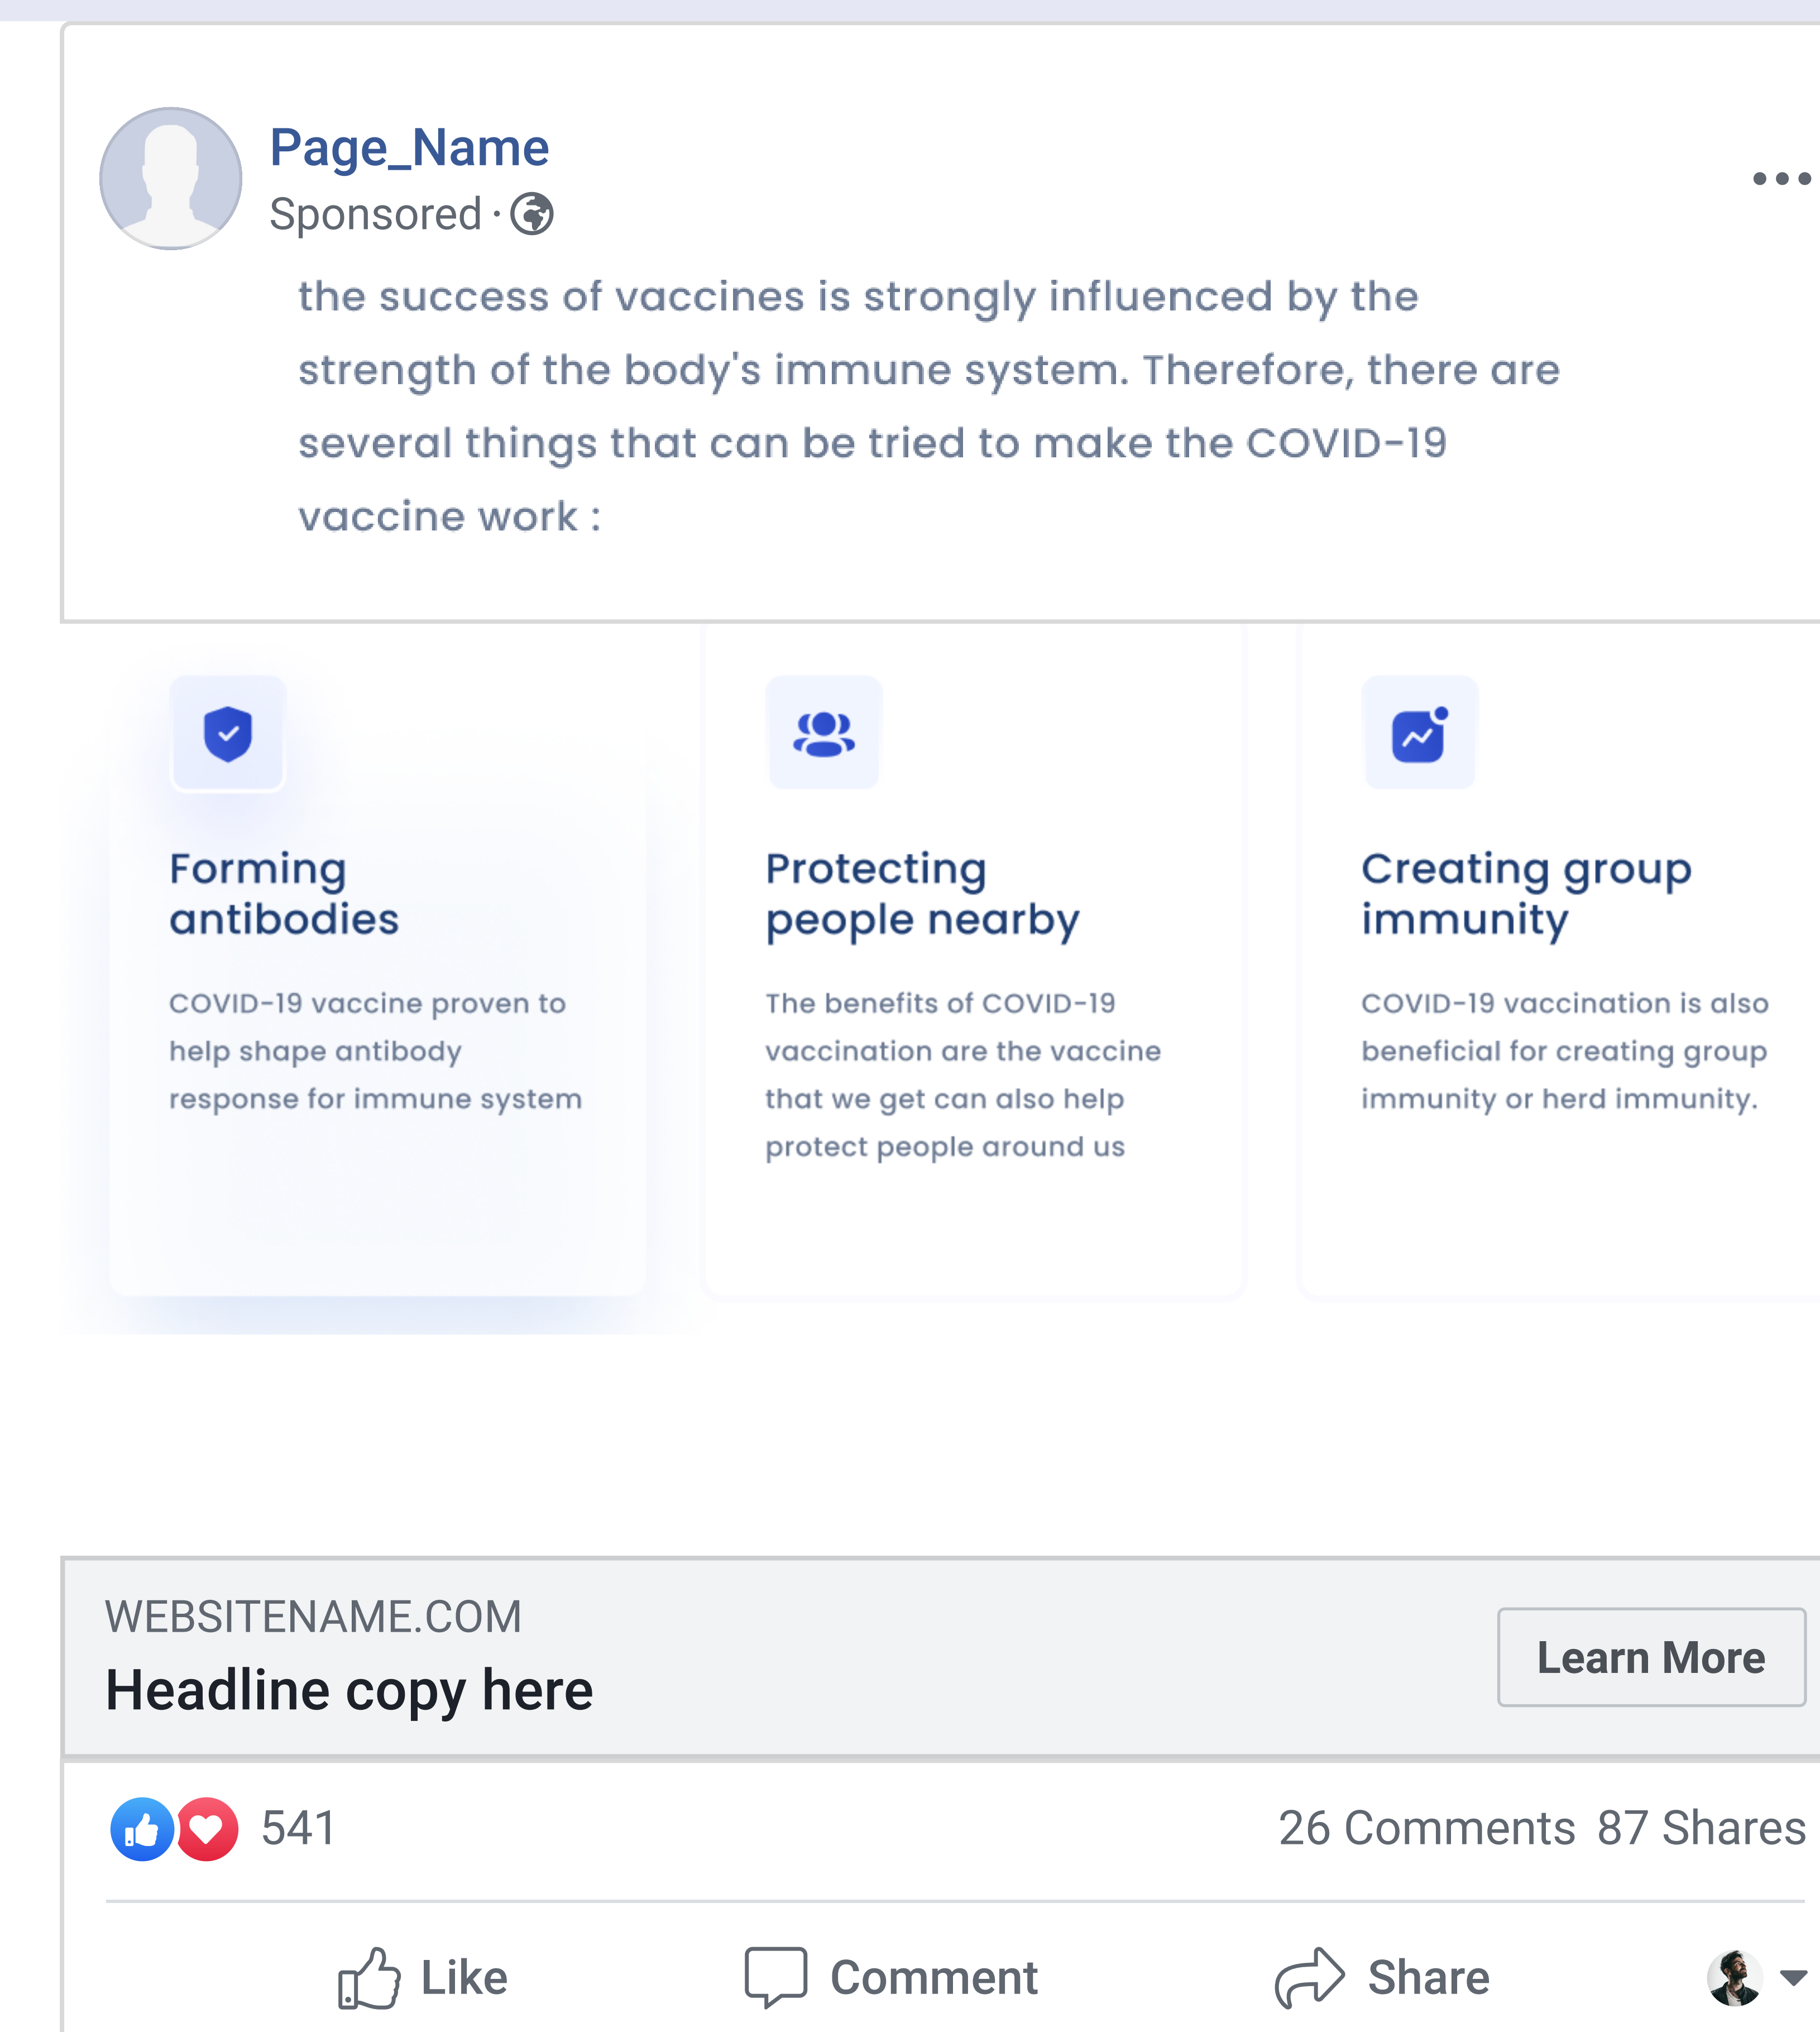 Page_Name
Sponsored ·
the success of vaccines is strongly influenced by the
strength of the body's immune system. Therefore, there are
several things that can be tried to make the COVID-19
vaccine work :
Forming
antibodies
COVID-19 vaccine proven to
help shape antibody
response for immune system
Protecting
people nearby
The benefits of COVID-19
vaccination are the vaccine
that we get can also help
protect people around us
Creating group
immunity
COVID-19 vaccination is also
beneficial for creating group
immunity or herd immunity.
WEBSITENAME.COM
Headline copy here
Learn More
541
26 Comments 87 Shares
Like
Comment
Share